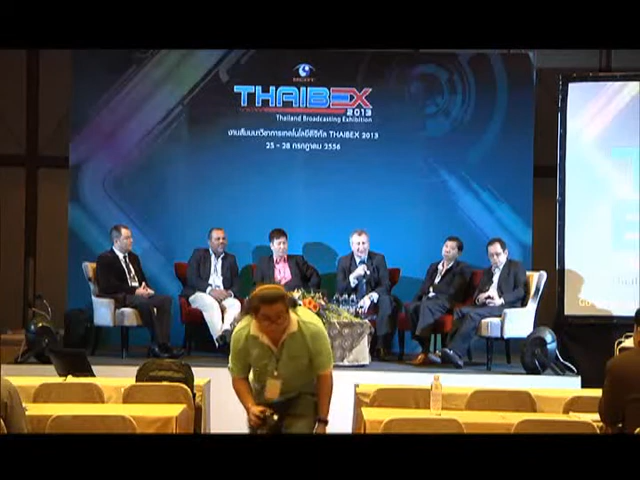 MCOT
THAIBEX
2013
Thailand Broadcasting Exhibition
งานสัมมนาวิชาการเทคโนโลยีดิจิทัล THAIBEX 2013
25 - 28 กรกฎาคม 2556